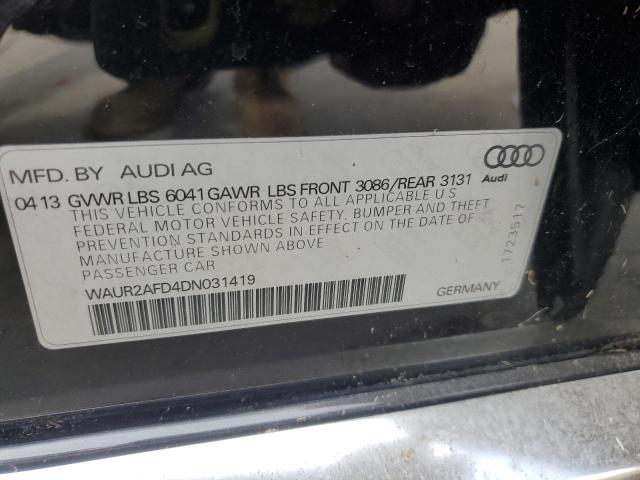 MFD. BY AUDI AG
0413 GVWR LBS 6041 GAWR LBS FRONT 3086/REAR 3131
Audi
THIS VEHICLE CONFORMS TO ALL APPLICABLE U S
FEDERAL MOTOR VEHICLE SAFETY, BUMPER AND THEFT
PREVENTION STANDARDS IN EFFECT ON THE DATE OF
MANUFACTURE SHOWN ABOVE
PASSENGER CAR
WAUR2AFD4DN031419
GERMANY
1723517